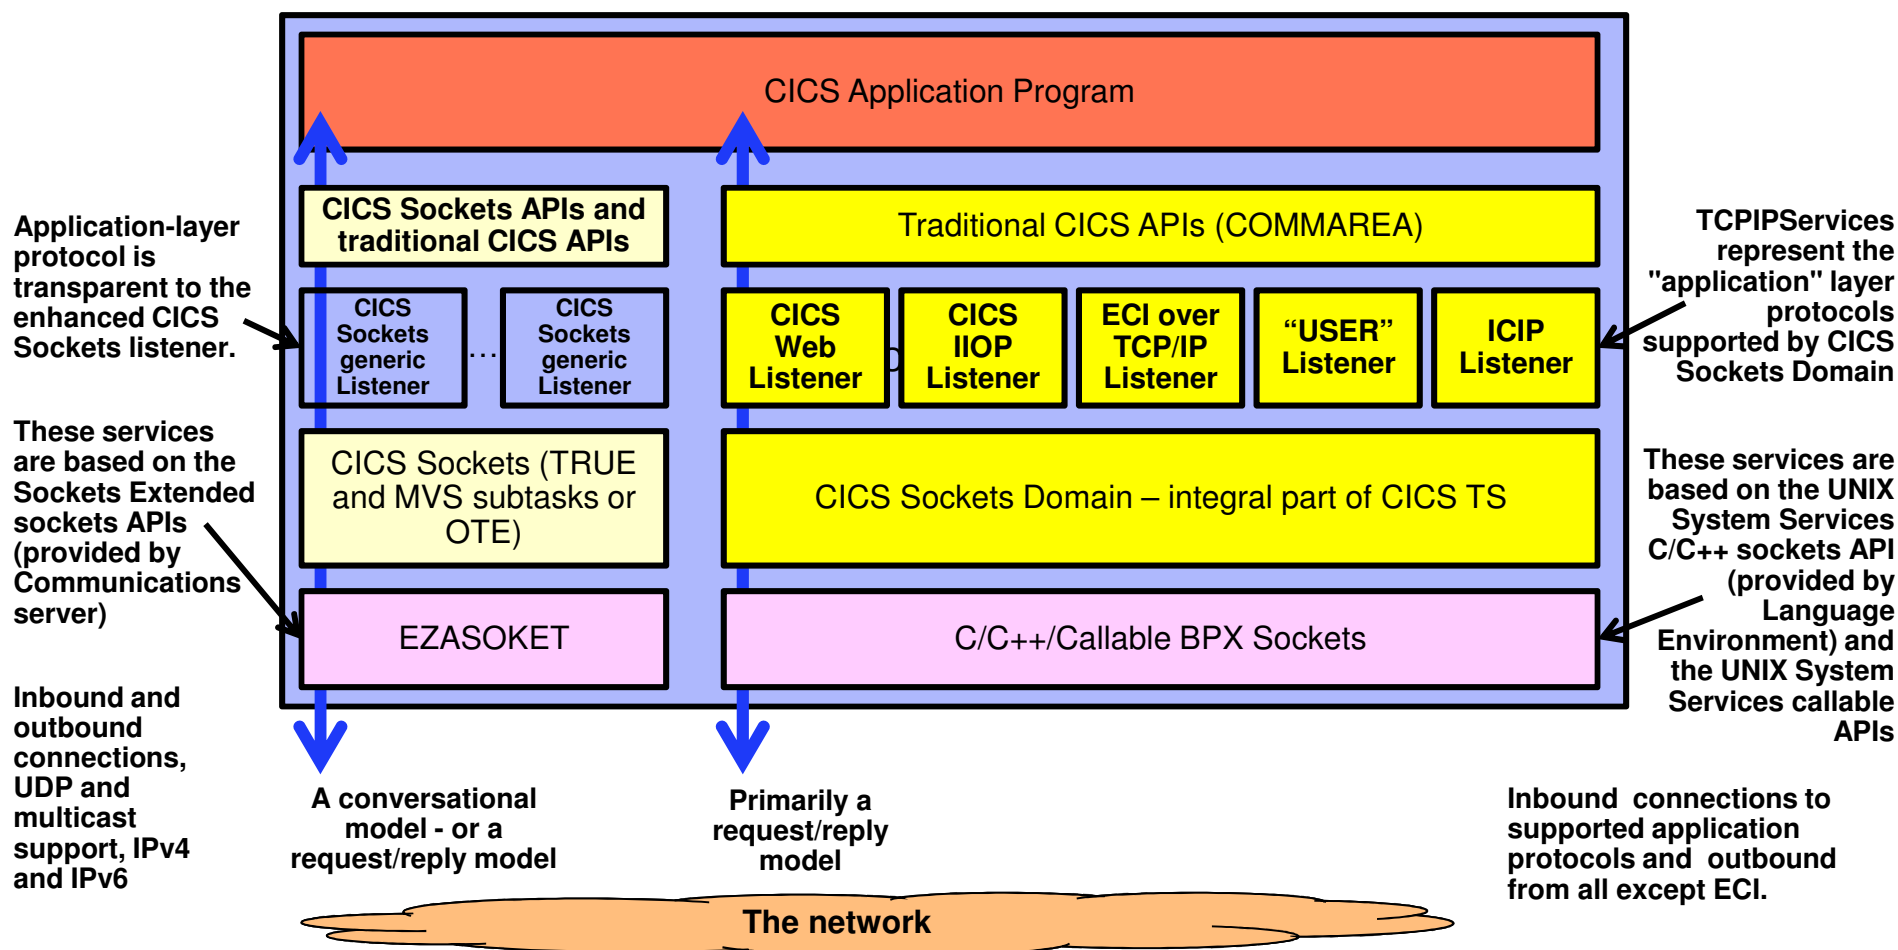 CICS Application Program
CICS Sockets APIs and
traditional CICS APIs
Traditional CICS APIs (COMMAREA)
Application-layer
protocol is
transparent to the
enhanced CICS
Sockets listener.
CICS
Sockets
generic
Listener
...
CICS
Sockets
generic
Listener
CICS
Web
Listener
CICS
IIOP
Listener
ECI over
TCP/IP
Listener
“USER”
Listener
ICIP
Listener
TCPIPServices
represent the
"application" layer
protocols
supported by CICS
Sockets Domain
These services
are based on the
Sockets Extended
sockets APIs
(provided by
Communications
server)
CICS Sockets (TRUE
and MVS subtasks or
OTE)
CICS Sockets Domain – integral part of CICS TS
These services are
based on the UNIX
System Services
C/C++ sockets API
(provided by
Language
Environment) and
the UNIX System
Services callable
APIs
EZASOKET
C/C++/Callable BPX Sockets
Inbound and
outbound
connections,
UDP and
multicast
support, IPv4
and IPv6
A conversational
model - or a
request/reply model
Primarily a
request/reply
model
Inbound  connections to
supported application
protocols and  outbound
from all except ECI.
The network